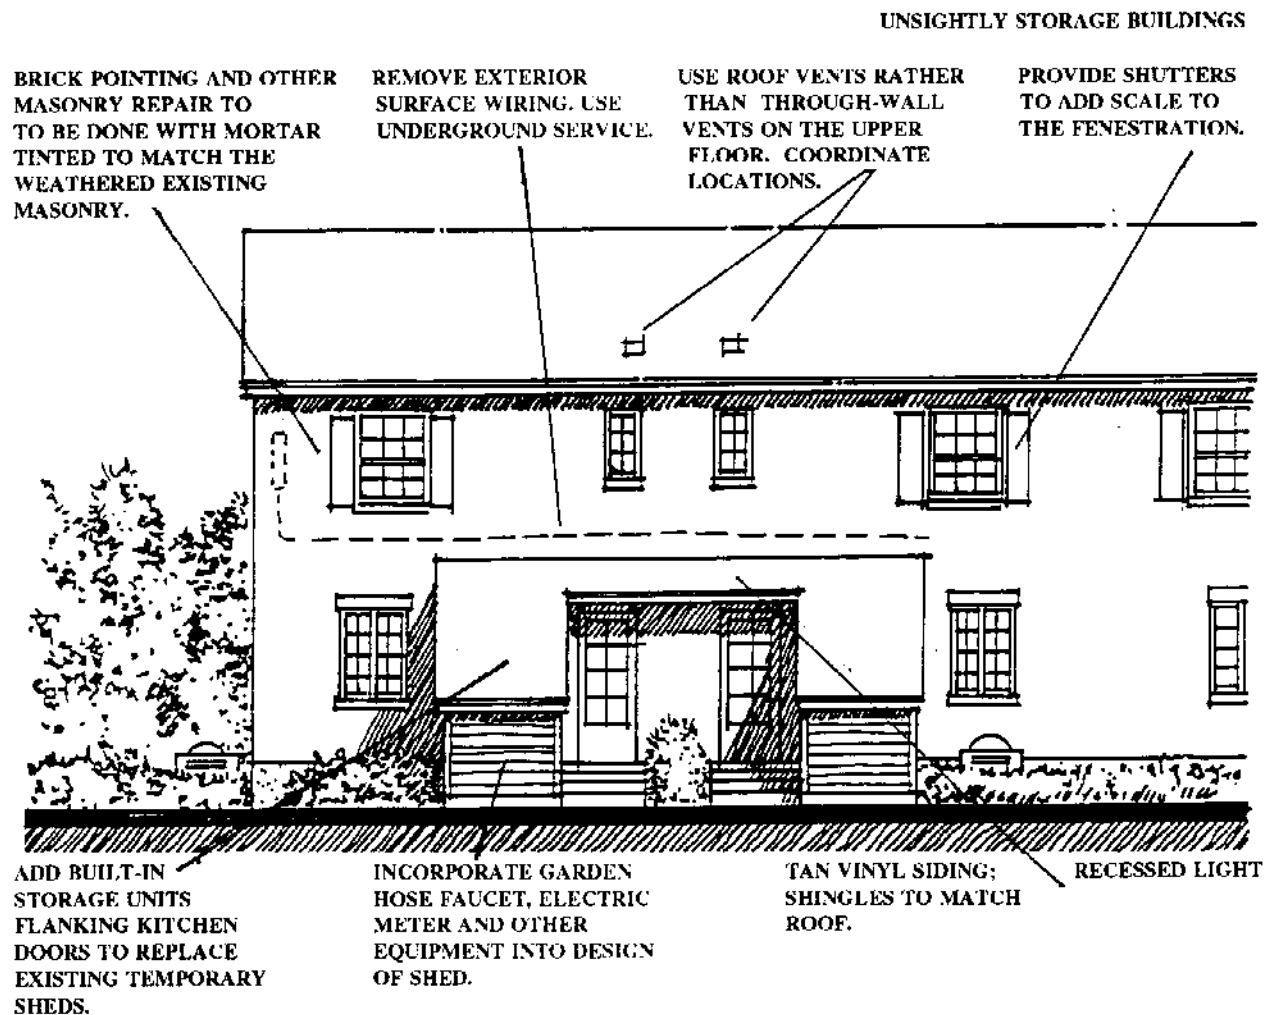 UNSIGHTLY STORAGE BUILDINGS
BRICK POINTING AND OTHER
MASONRY REPAIR TO
TO BE DONE WITH MORTAR
TINTED TO MATCH THE
WEATHERED EXISTING
MASONRY.
REMOVE EXTERIOR
SURFACE WIRING. USE
UNDERGROUND SERVICE.
USE ROOF VENTS RATHER
THAN THROUGH-WALL
VENTS ON THE UPPER
FLOOR. COORDINATE
LOCATIONS.
PROVIDE SHUTTERS
TO ADD SCALE TO
THE FENESTRATION.
ADD BUILT-IN
STORAGE UNITS
FLANKING KITCHEN
DOORS TO REPLACE
EXISTING TEMPORARY
SHEDS.
INCORPORATE GARDEN
HOSE FAUCET, ELECTRIC
METER AND OTHER
EQUIPMENT INTO DESIGN
OF SHED.
TAN VINYL SIDING;
SHINGLES TO MATCH
ROOF.
RECESSED LIGHT